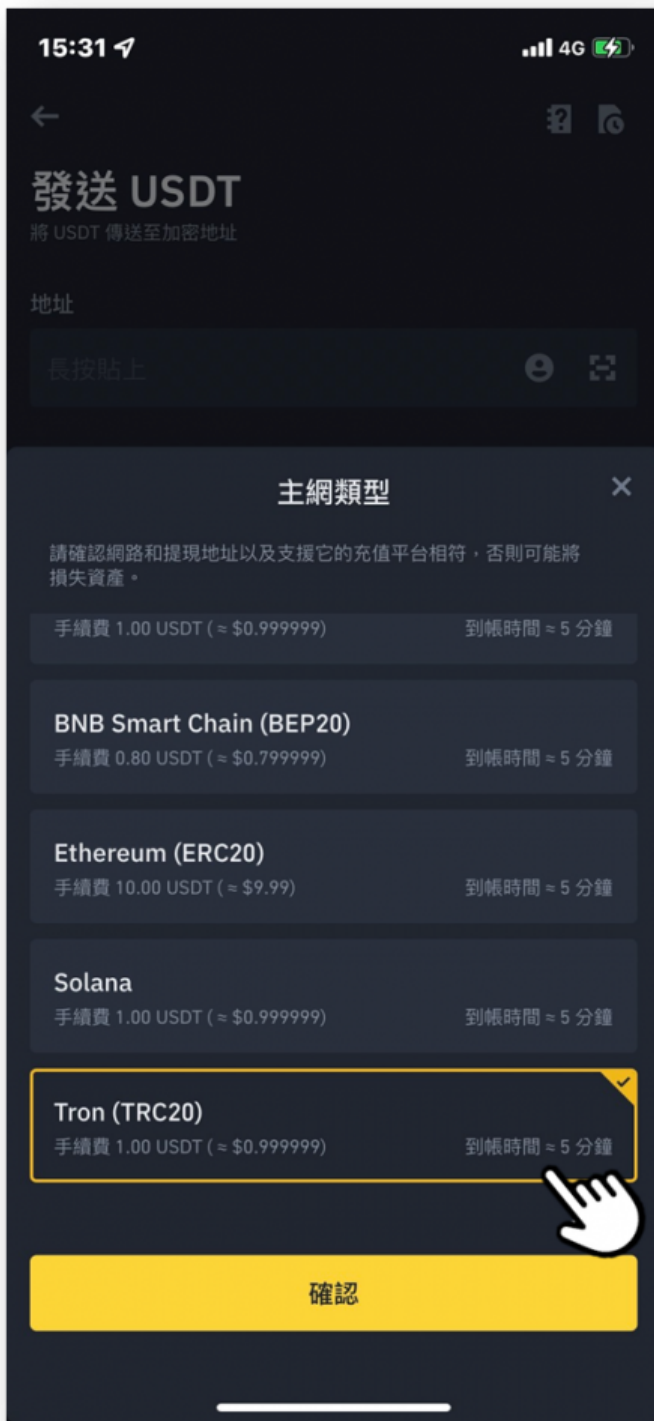 15:31
4G
發送 USDT
將 USDT 傳送至加密地址
地址
長按貼上
主網類型
請確認網路和提現地址以及支援它的充值平台相符，否則可能將
損失資產。
手續費 1.00 USDT ( ≈ $0.999999) 到帳時間 ≈ 5 分鐘
BNB Smart Chain (BEP20)
手續費 0.80 USDT ( ≈ $0.799999) 到帳時間 ≈ 5 分鐘
Ethereum (ERC20)
手續費 10.00 USDT ( ≈ $9.99) 到帳時間 ≈ 5 分鐘
Solana
手續費 1.00 USDT ( ≈ $0.999999) 到帳時間 ≈ 5 分鐘
Tron (TRC20)
手續費 1.00 USDT ( ≈ $0.999999) 到帳時間 ≈ 5 分鐘
確認